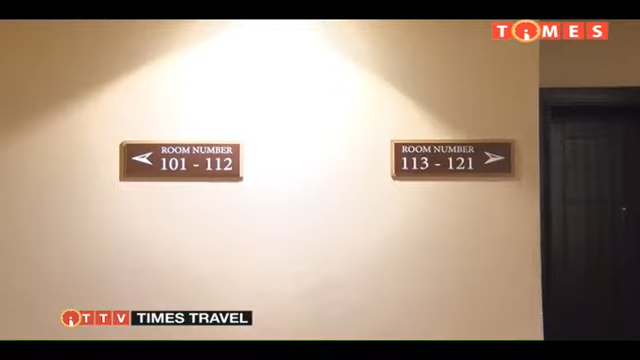 TiMES
ROOM NUMBER
101 - 112
ROOM NUMBER
113 - 121
iTTV TIMES TRAVEL